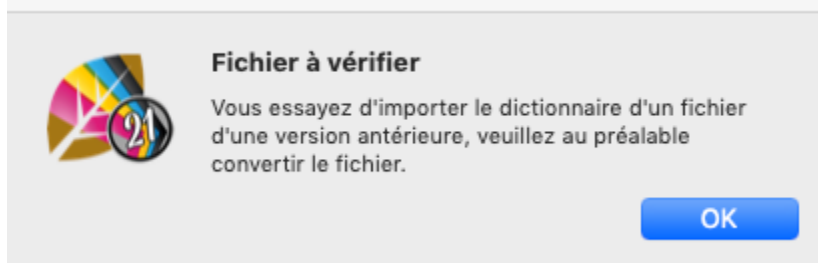 Fichier à vérifier
Vous essayez d'importer le dictionnaire d'un fichier
d'une version antérieure, veuillez au préalable
convertir le fichier.
21
OK